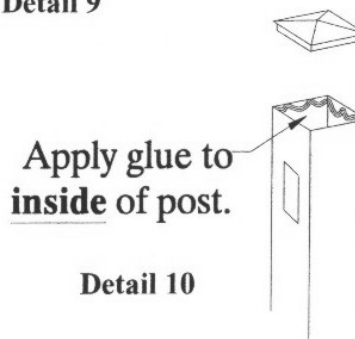 Detail 9
Apply glue to
inside of post.
Detail 10